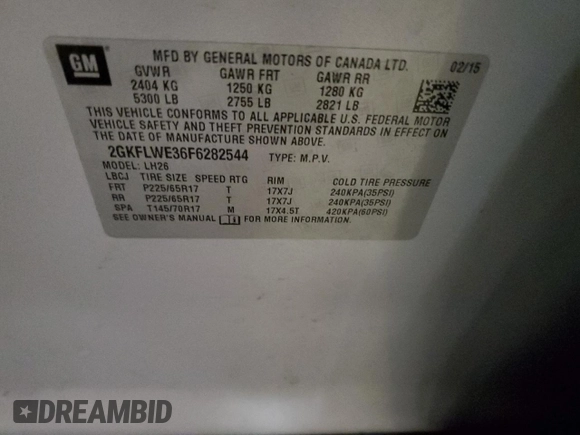 GM
MFD BY GENERAL MOTORS OF CANADA LTD. 02/15
GVWR GAWR FRT GAWR RR
2404 KG 1250 KG 1280 KG
5300 LB 2755 LB 2821 LB
THIS VEHICLE CONFORMS TO ALL APPLICABLE U.S. FEDERAL MOTOR
VEHICLE SAFETY AND THEFT PREVENTION STANDARDS IN EFFECT ON
THE DATE OF MANUFACTURE SHOWN ABOVE.
2GKFLWE36F6282544 TYPE: M.P.V.
MODEL: LH26
LBCJ TIRE SIZE SPEED RTG RIM COLD TIRE PRESSURE
FRT P225/65R17 T 17X7J 240KPA(35PSI)
RR P225/65R17 T 17X7J 240KPA(35PSI)
SPA T145/70R17 M 17X4.5T 420KPA(60PSI)
SEE OWNER'S MANUAL FOR MORE INFORMATION.
DREAMBID